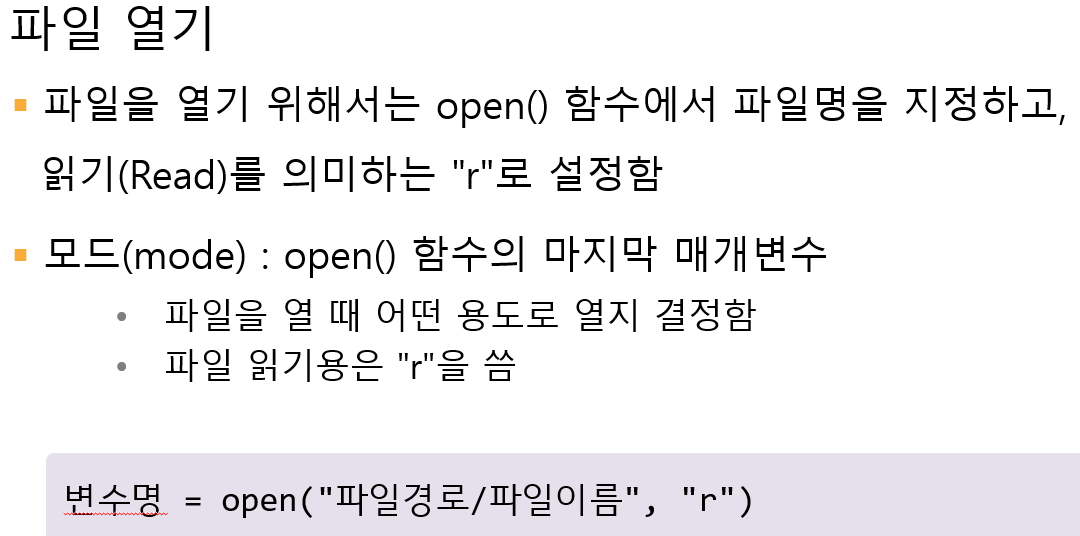 파일 열기
파일을 열기 위해서는 open() 함수에서 파일명을 지정하고,
읽기(Read)를 의미하는 "r"로 설정함
모드(mode) : open() 함수의 마지막 매개변수
파일을 열 때 어떤 용도로 열지 결정함
파일 읽기용은 "r"을 씀
변수명 = open("파일경로/파일이름", "r")